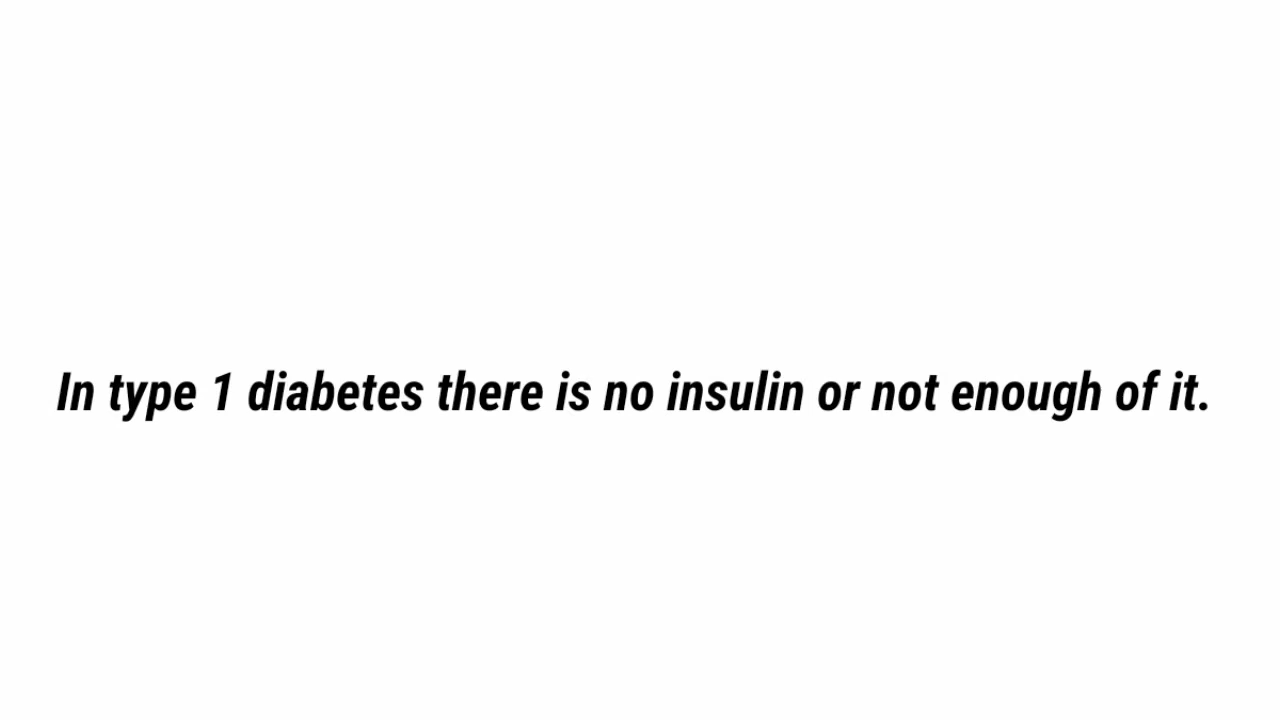 In type 1 diabetes there is no insulin or not enough of it.